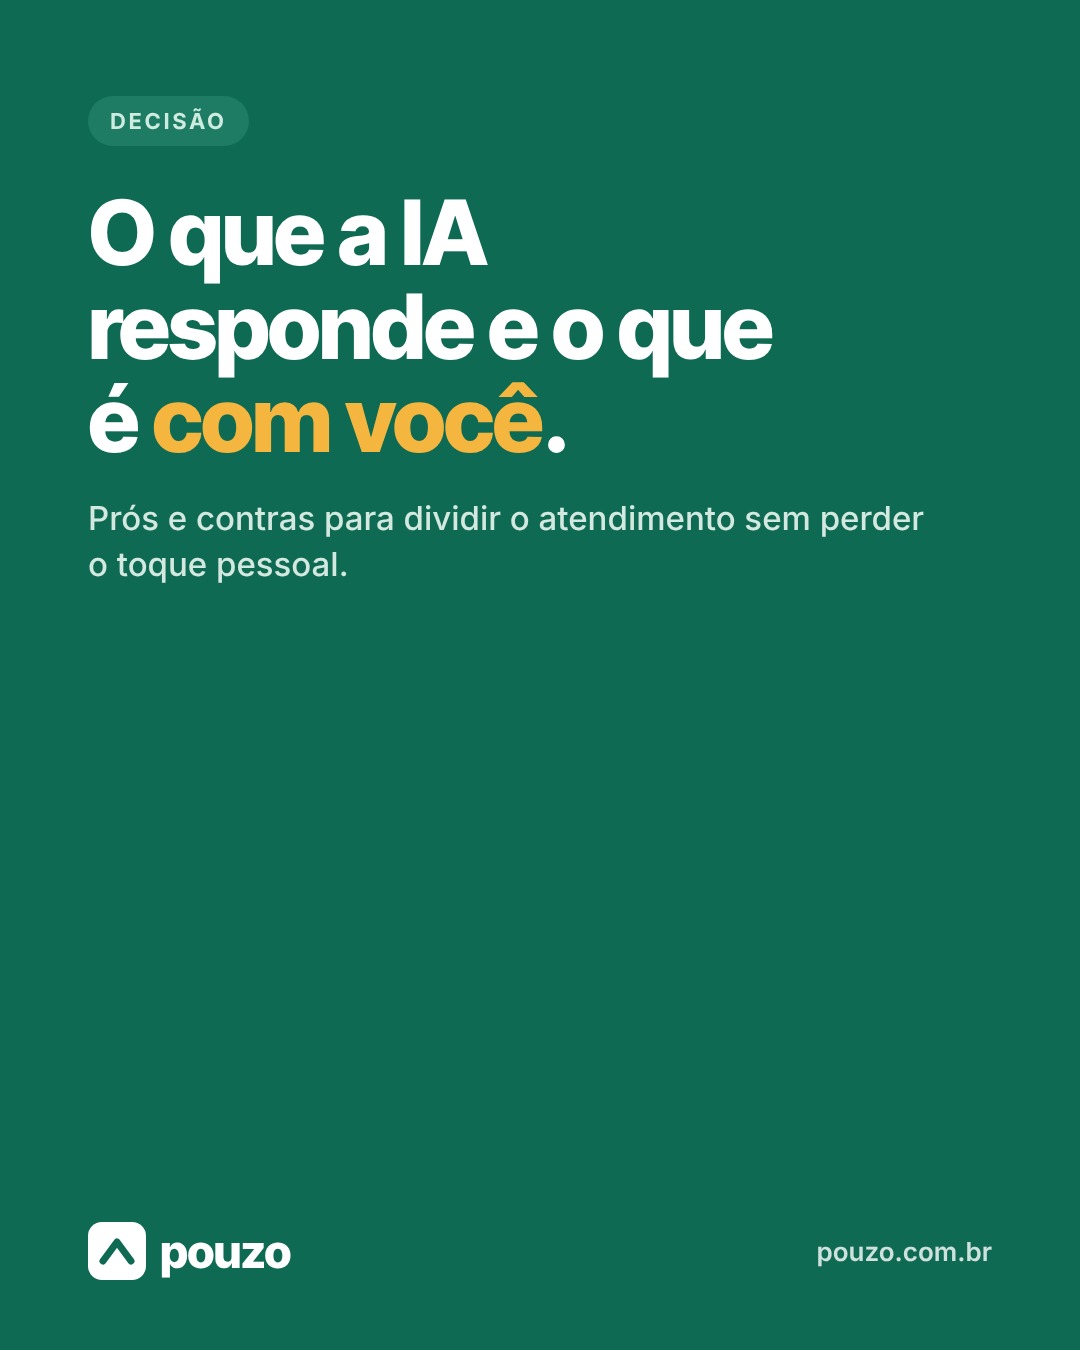 DECISÃO
O que a IA
responde e o que
é com você.
Prós e contras para dividir o atendimento sem perder
o toque pessoal.
pouzo
pouzo.com.br